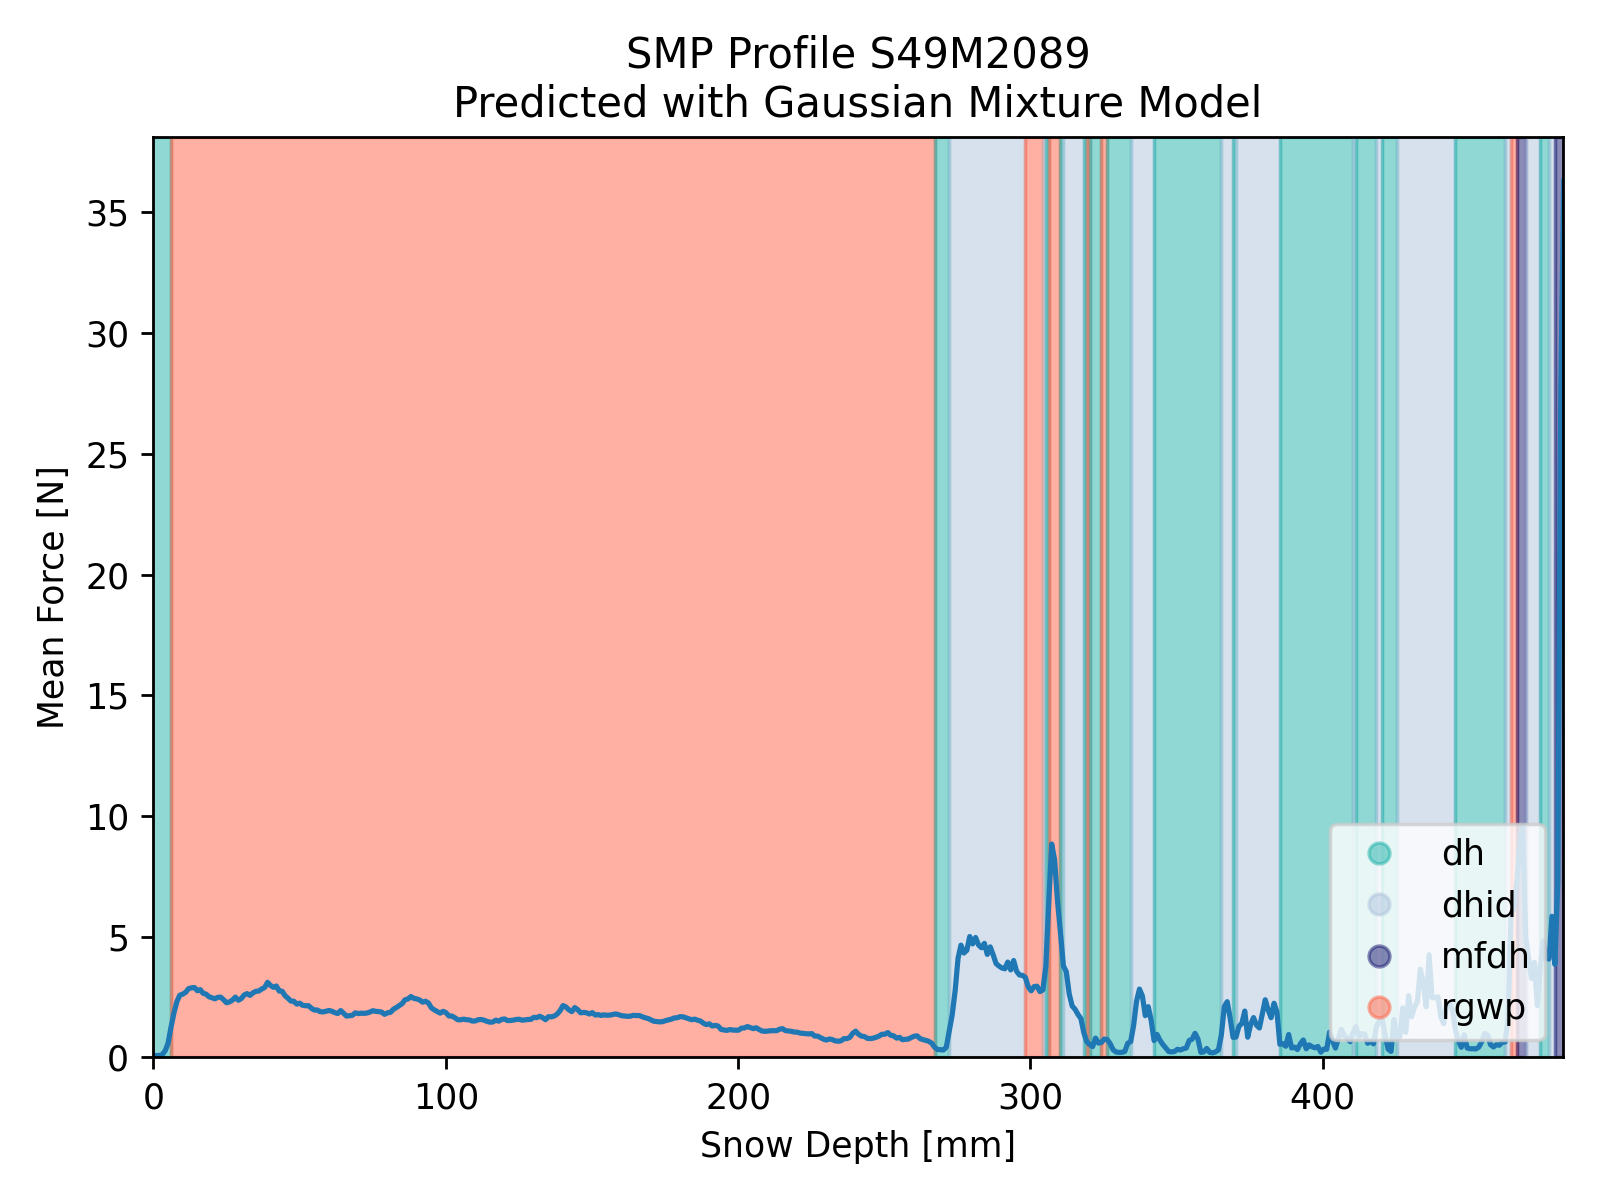 SMP Profile S49M2089
Predicted with Gaussian Mixture Model
Mean Force [N]
35
30
25
20
15
10
5
0
0 100 200 300 400
Snow Depth [mm]
dh
dhid
mfdh
rgwp